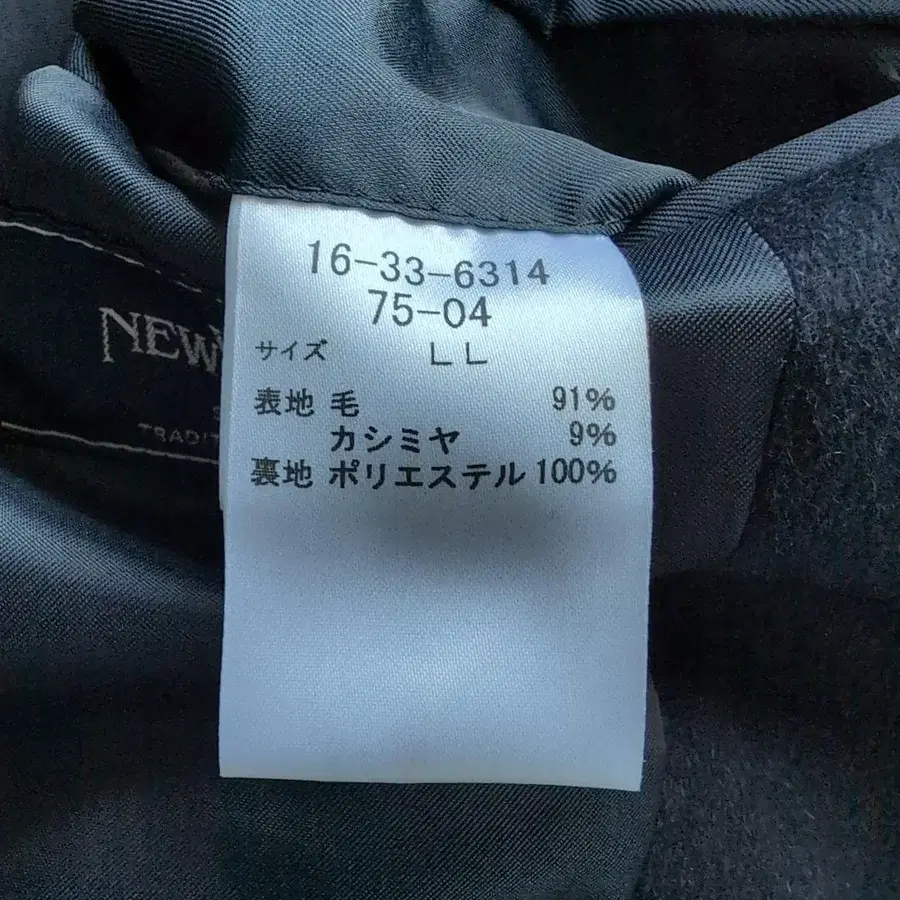 16-33-6314
75-04
サイズ LL
表地 毛 91%
カシミヤ 9%
裏地 ポリエステル 100%
NEW